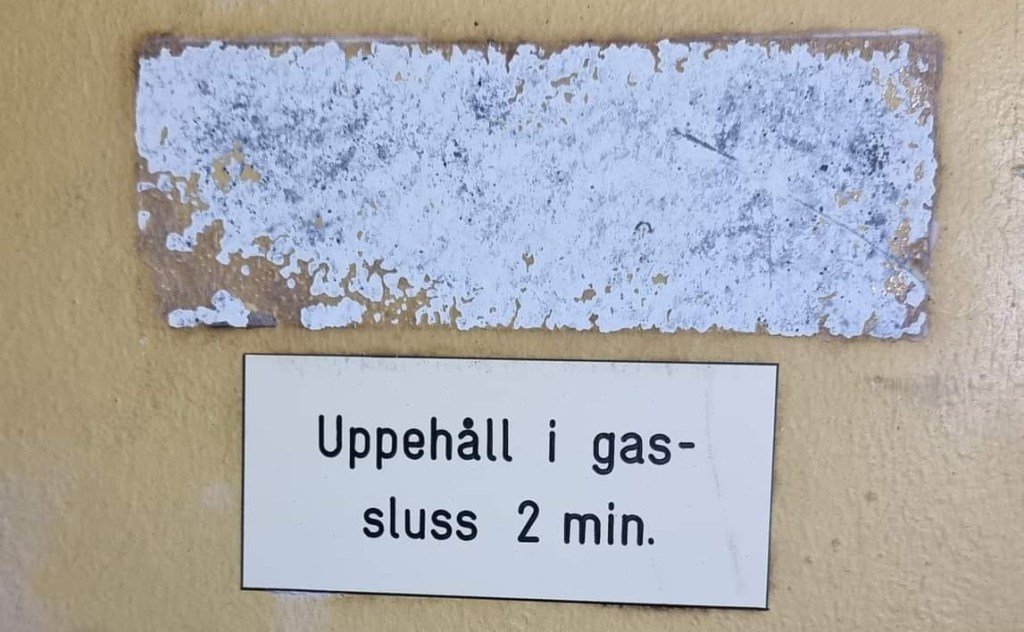 Uppehåll i gas-
sluss 2 min.